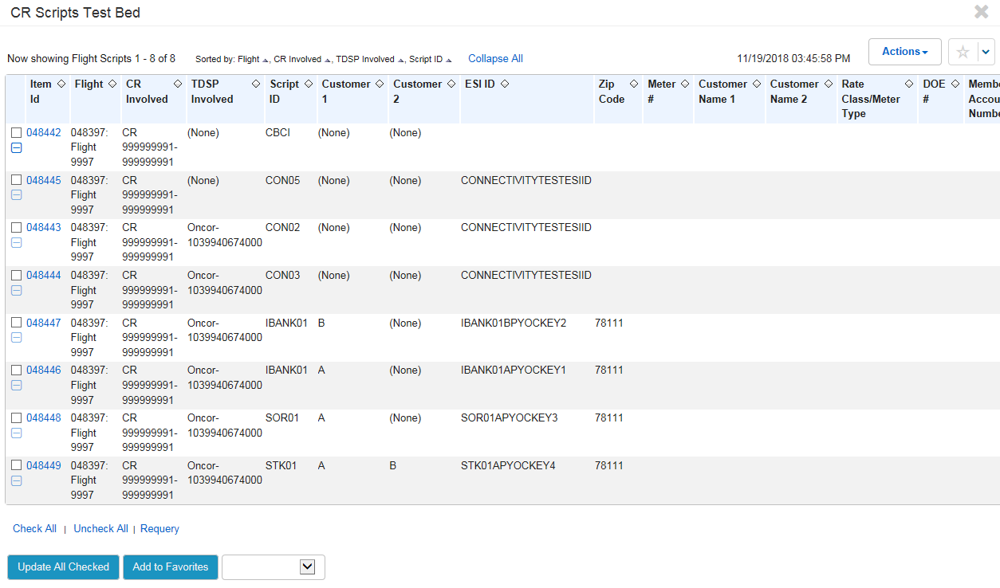 CR Scripts Test Bed
Now showing Flight Scripts 1 - 8 of 8 Sorted by: Flight, CR Involved, TDSP Involved, Script ID Collapse All 11/19/2018 03:45:58 PM Actions
Item Id Flight CR Involved TDSP Involved Script ID Customer 1 Customer 2 ESI ID Zip Code Meter # Customer Name 1 Customer Name 2 Rate Class/Meter Type DOE # Membe Accou Numbe
048442 048397: CR (None) CBCI (None) (None)
Flight 999999991-
9997 999999991
048445 048397: CR (None) CON05 (None) (None) CONNECTIVITYTESTESIID
Flight 999999991-
9997 999999991
048443 048397: CR Oncor- CON02 (None) (None) CONNECTIVITYTESTESIID
Flight 999999991- 1039940674000
9997 999999991
048444 048397: CR Oncor- CON03 (None) (None) CONNECTIVITYTESTESIID
Flight 999999991- 1039940674000
9997 999999991
048447 048397: CR Oncor- IBANK01 B (None) IBANK01BPYOCKEY2 78111
Flight 999999991- 1039940674000
9997 999999991
048446 048397: CR Oncor- IBANK01 A (None) IBANK01APYOCKEY1 78111
Flight 999999991- 1039940674000
9997 999999991
048448 048397: CR Oncor- SOR01 A (None) SOR01APYOCKEY3 78111
Flight 999999991- 1039940674000
9997 999999991
048449 048397: CR Oncor- STK01 A B STK01APYOCKEY4 78111
Flight 999999991- 1039940674000
9997 999999991
Check All | Uncheck All | Requery
Update All Checked Add to Favorites